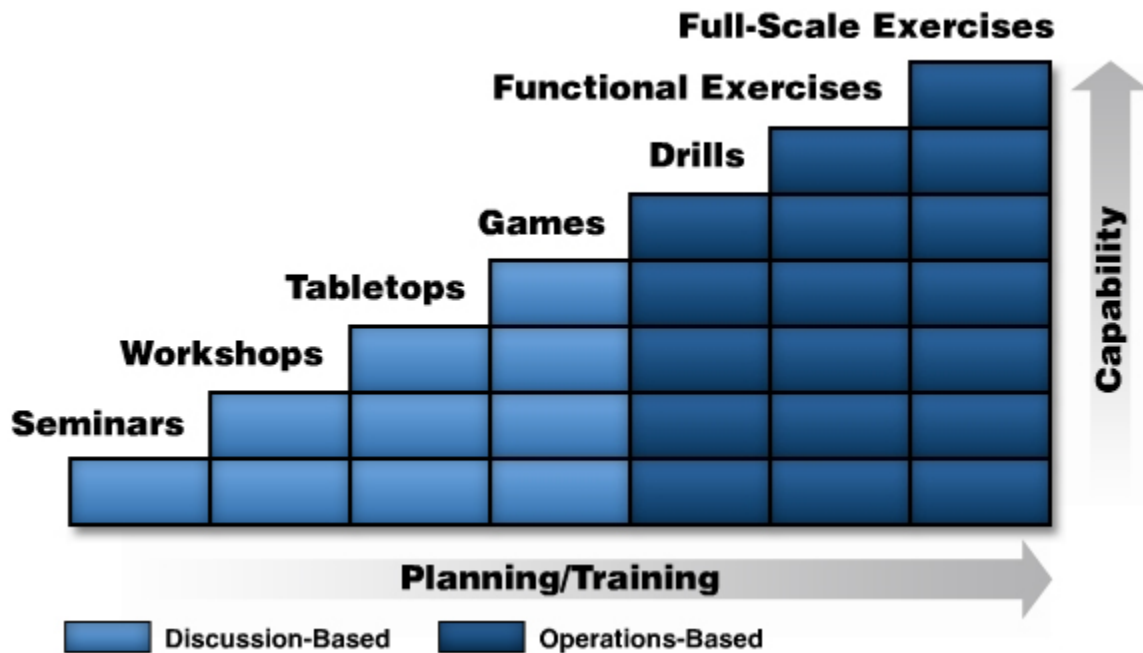 Full-Scale Exercises
Functional Exercises
Drills
Games
Tabletops
Workshops
Seminars
Capability
Planning/Training
Discussion-Based
Operations-Based